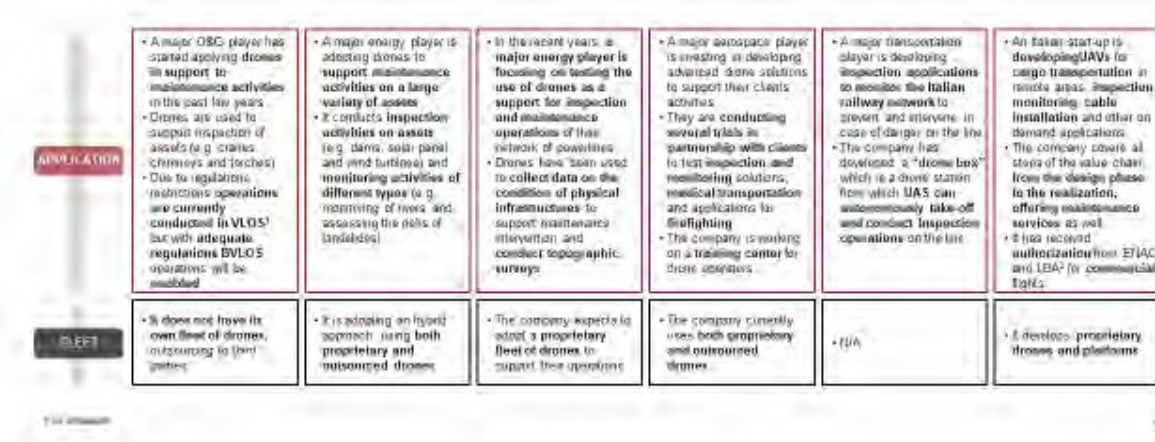 APPLICATION
• A major O&G player has
started applying drones
in support to
maintenance activities
in the past few years
• Drones are used to
support inspection of
assets (e.g. cranes,
chimneys and torches)
• Due to regulations
restrictions operations
are currently
conducted in VLOS¹
but with adequate
regulations BVLOS
operations will be
enabled
• A major energy player is
adopting drones to
support maintenance
activities on a large
variety of assets
• It conducts inspection
activities on assets
(e.g. dams, solar panel
and wind turbines) and
monitoring activities of
different types (e.g.
monitoring of rivers and
assessing the risks of
landslides)
• In the recent years, a
major energy player is
focusing on testing the
use of drones as a
support for inspection
and maintenance
operations of their
network of powerlines
• Drones have been used
to collect data on the
condition of physical
infrastructures to
support maintenance
intervention and
conduct topographic
surveys
• A major aerospace player
is investing in developing
advanced drone solutions
to support their clients
activities
• They are conducting
several trials in
partnership with clients
to test inspection and
monitoring solutions,
medical transportation
and applications for
firefighting
• The company is working
on a training center for
drone operators
• A major transportation
player is developing
inspection applications
to monitor the Italian
railway network to
prevent and intervene in
case of danger on the line
• The company has
developed a "drone box"
which is a drone station
from which UAS can
autonomously take-off
and conduct inspection
operations on the line
• An Italian start-up is
developing UAVs for
cargo transportation in
remote areas, inspection
monitoring, cable
installation and other on
demand applications
• The company covers all
steps of the value chain,
from the design phase
to the realization,
offering maintenance
services as well
• It has received
authorization from ENAC
and LBA² for commercial
flights
FLEET
• It does not have its
own fleet of drones,
outsourcing to third
parties
• It is adopting an hybrid
approach, using both
proprietary and
outsourced drones
• The company expects to
adopt a proprietary
fleet of drones to
support their operations
• The company currently
uses both proprietary
and outsourced
drones
• N/A
• It develops proprietary
drones and platforms